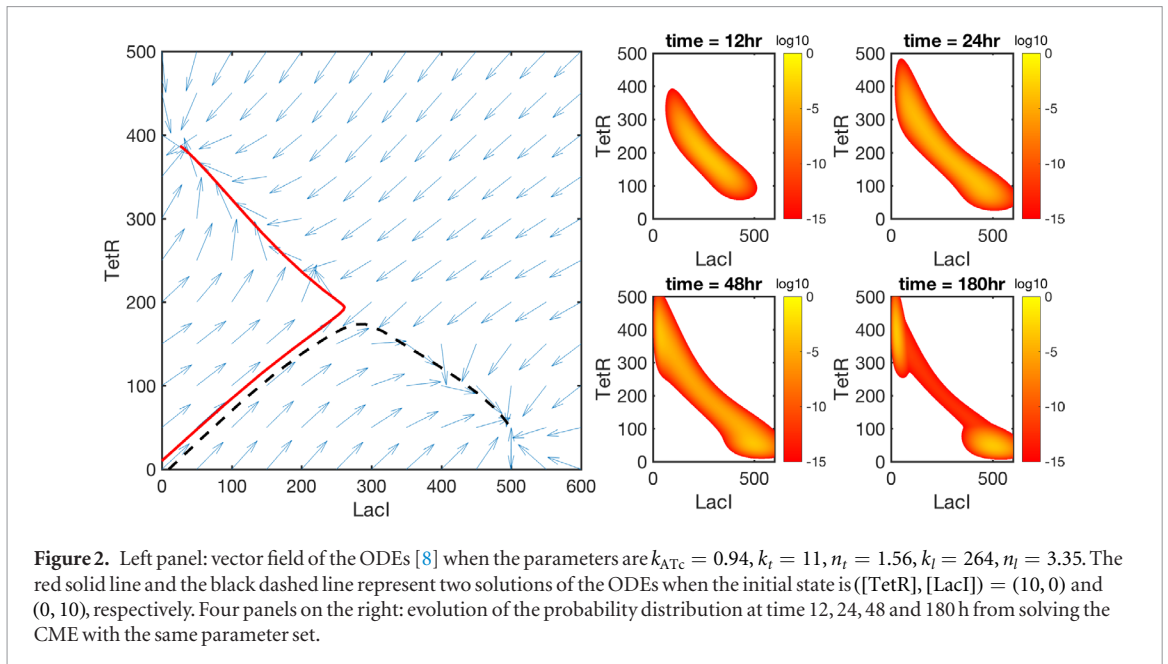 500
400
300
200
100
0
TetR
0 100 200 300 400 500 600
LacI
time = 12hr
log10
500
400
300
200
100
0
TetR
0 500
LacI
0
-5
-10
-15
time = 24hr
log10
500
400
300
200
100
0
TetR
0 500
LacI
0
-5
-10
-15
time = 48hr
log10
500
400
300
200
100
0
TetR
0 500
LacI
0
-5
-10
-15
time = 180hr
log10
500
400
300
200
100
0
TetR
0 500
LacI
0
-5
-10
-15
Figure 2. Left panel: vector field of the ODEs [8] when the parameters are k_ATc = 0.94, k_t = 11, n_t = 1.56, k_l = 264, n_l = 3.35. The
red solid line and the black dashed line represent two solutions of the ODEs when the initial state is ([TetR], [LacI]) = (10, 0) and
(0, 10), respectively. Four panels on the right: evolution of the probability distribution at time 12, 24, 48 and 180 h from solving the
CME with the same parameter set.